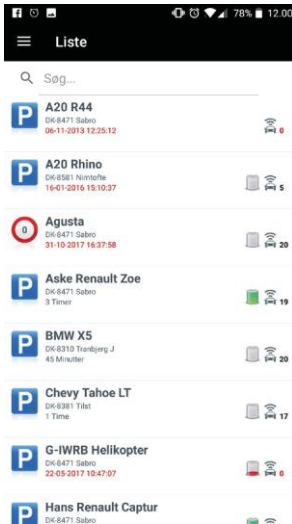 78% 12.00
Liste
Søg...
P
A20 R44
DK-8471 Sabro
06-11-2013 12:25:12
0
P
A20 Rhino
DK-8581 Nimtofte
16-01-2016 15:10:37
5
0
Agusta
DK-8471 Sabro
31-10-2017 16:37:58
20
P
Aske Renault Zoe
DK-8471 Sabro
3 Timer
19
P
BMW X5
DK-8310 Tranbjerg J
45 Minutter
20
P
Chevy Tahoe LT
DK-8381 Tilst
1 Time
17
P
G-IWRB Helikopter
DK-8471 Sabro
22-05-2017 10:47:07
0
P
Hans Renault Captur
DK-8471 Sabro